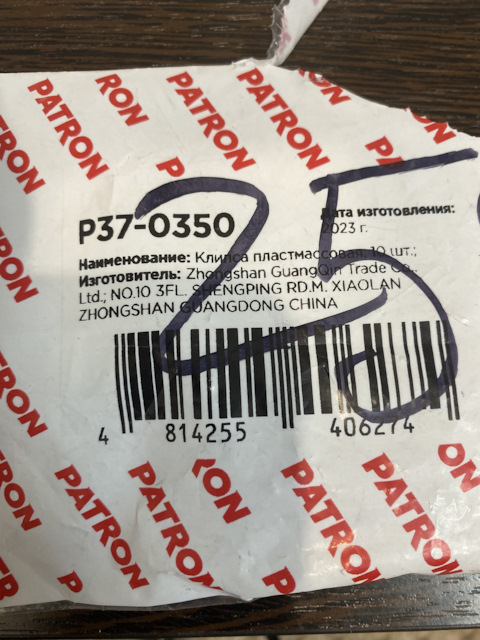 PATRON
P37-0350
Дата изготовления:
2023 г.
Наименование: Клипса пластмассовая, 10 шт.;
Изготовитель: Zhongshan GuangQin Trade Co.,
Ltd.; NO.10 3FL. SHENGPING RD.M. XIAOLAN
ZHONGSHAN GUANGDONG CHINA
25
4 814255 406274
PATRON